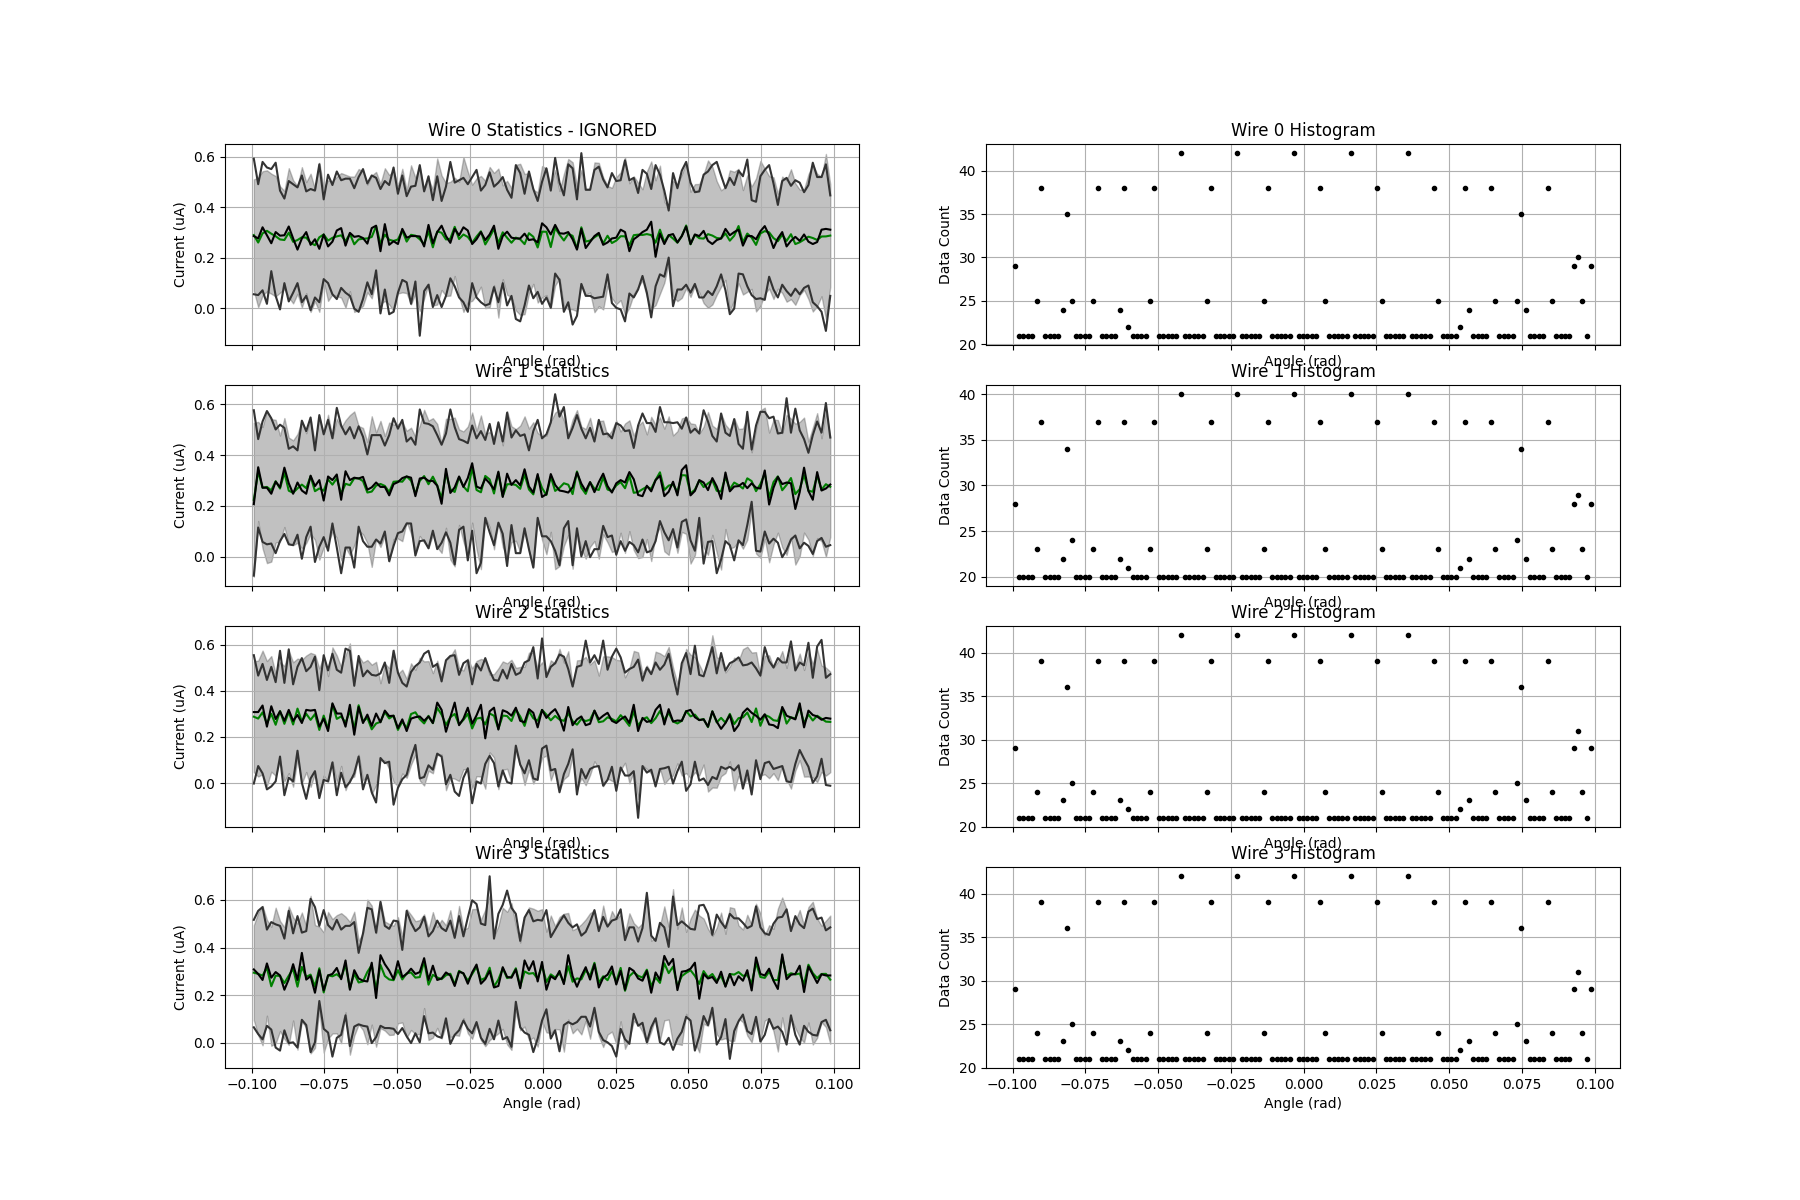 Wire 0 Statistics - IGNORED
Wire 0 Histogram
0.6
0.4
0.2
0.0
Current (uA)
Angle (rad)
40
35
30
25
20
Data Count
Angle (rad)
Wire 1 Statistics
Wire 1 Histogram
0.6
0.4
0.2
0.0
Current (uA)
Angle (rad)
40
35
30
25
20
Data Count
Angle (rad)
Wire 2 Statistics
Wire 2 Histogram
0.6
0.4
0.2
0.0
Current (uA)
Angle (rad)
40
35
30
25
20
Data Count
Angle (rad)
Wire 3 Statistics
Wire 3 Histogram
0.6
0.4
0.2
0.0
Current (uA)
−0.100 −0.075 −0.050 −0.025 0.000 0.025 0.050 0.075 0.100
Angle (rad)
40
35
30
25
20
Data Count
−0.100 −0.075 −0.050 −0.025 0.000 0.025 0.050 0.075 0.100
Angle (rad)